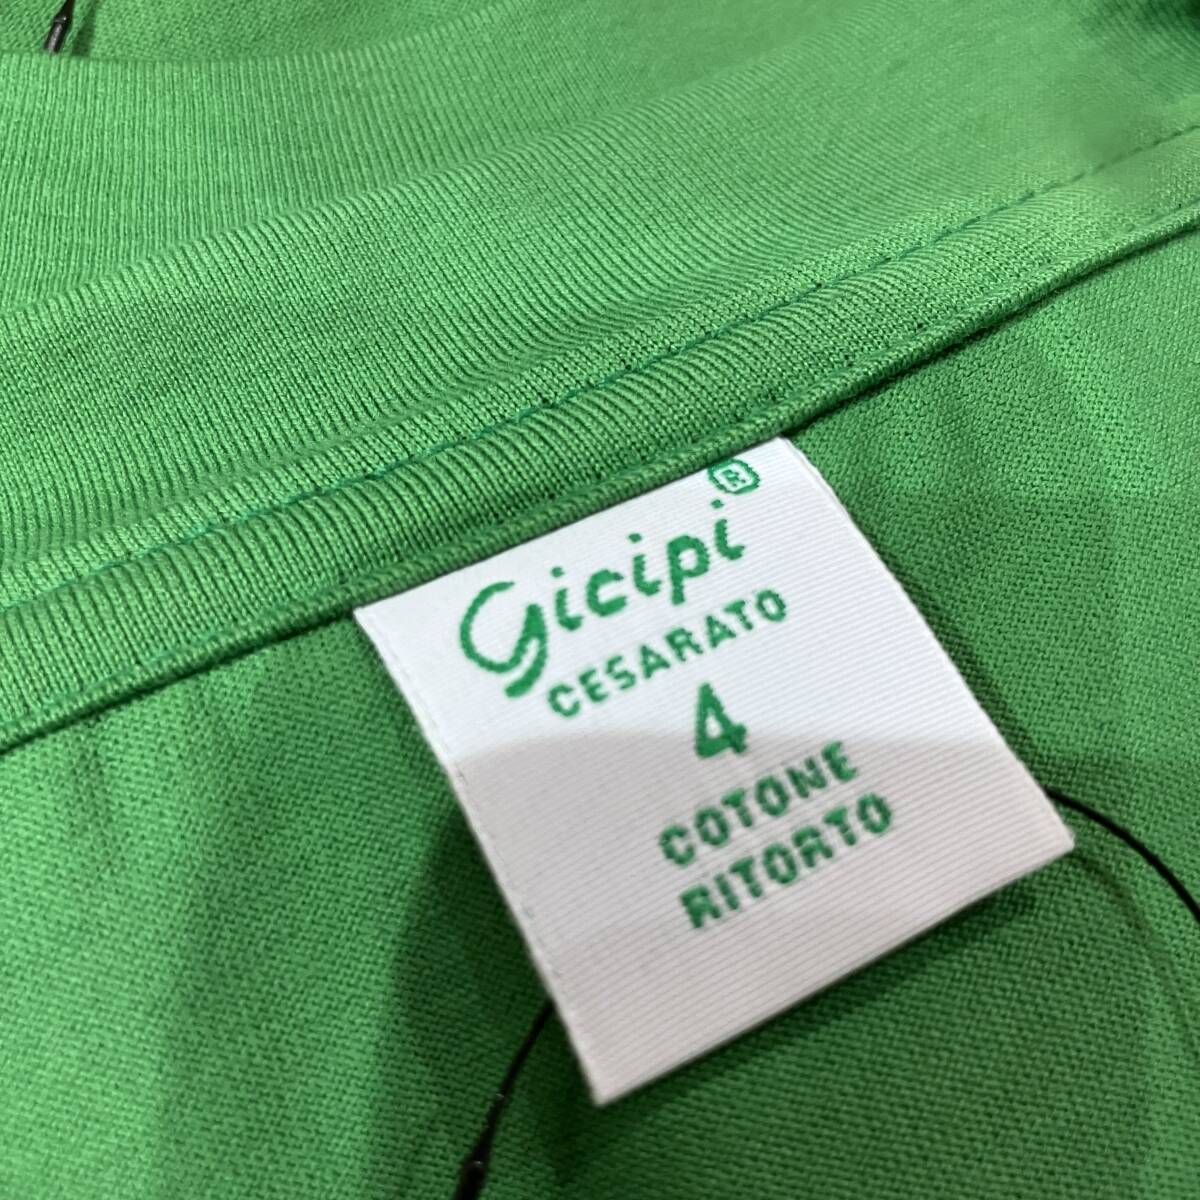 gicipi®
CESARATO
4
COTONE
RITORTO